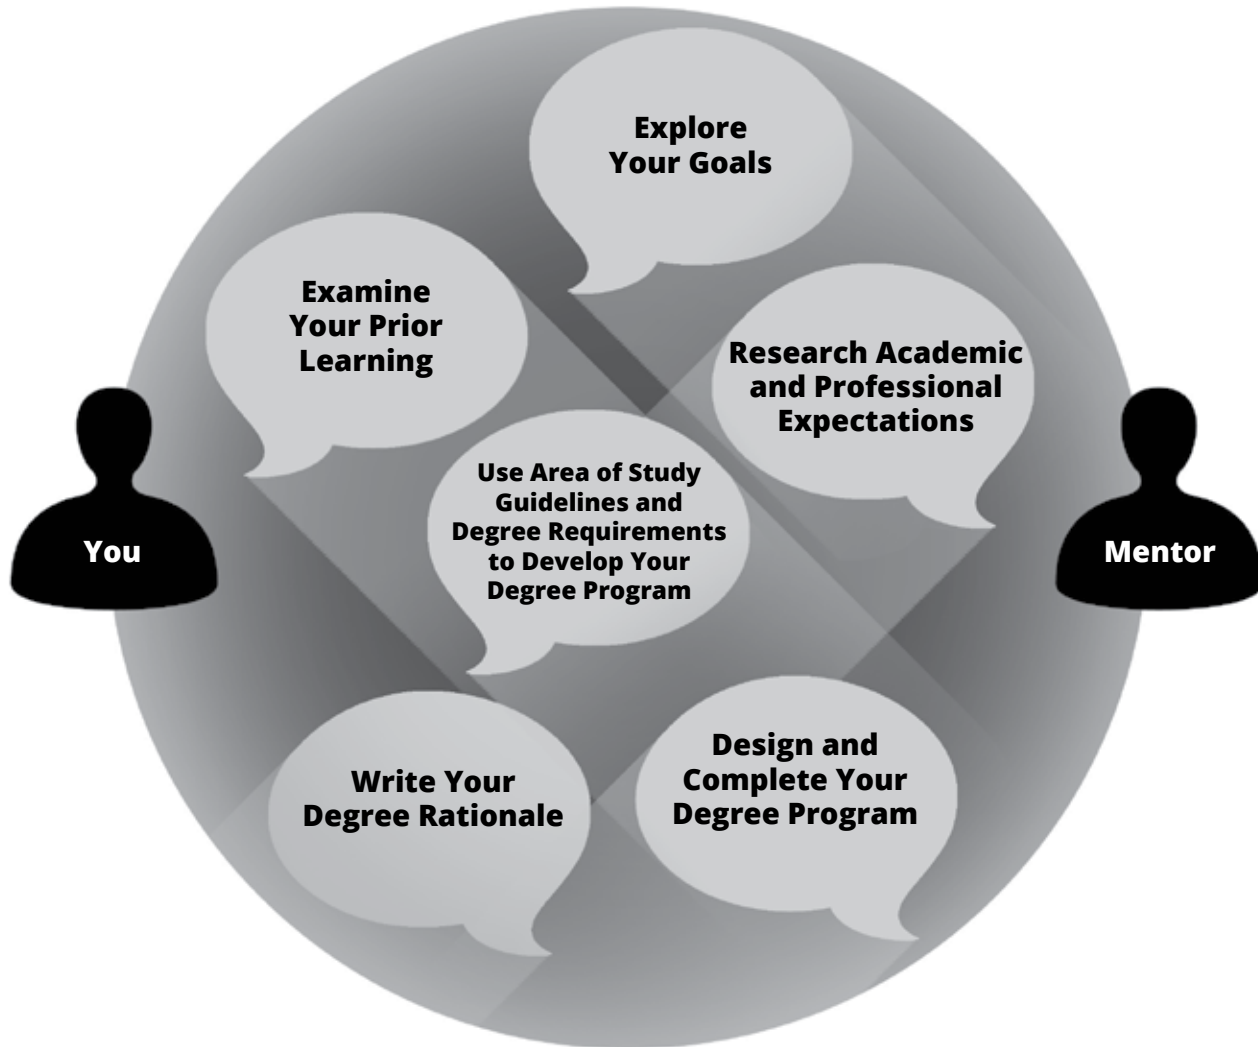 Explore
Your Goals
Examine
Your Prior
Learning
Research Academic
and Professional
Expectations
Use Area of Study
Guidelines and
Degree Requirements
to Develop Your
Degree Program
You
Mentor
Write Your
Degree Rationale
Design and
Complete Your
Degree Program